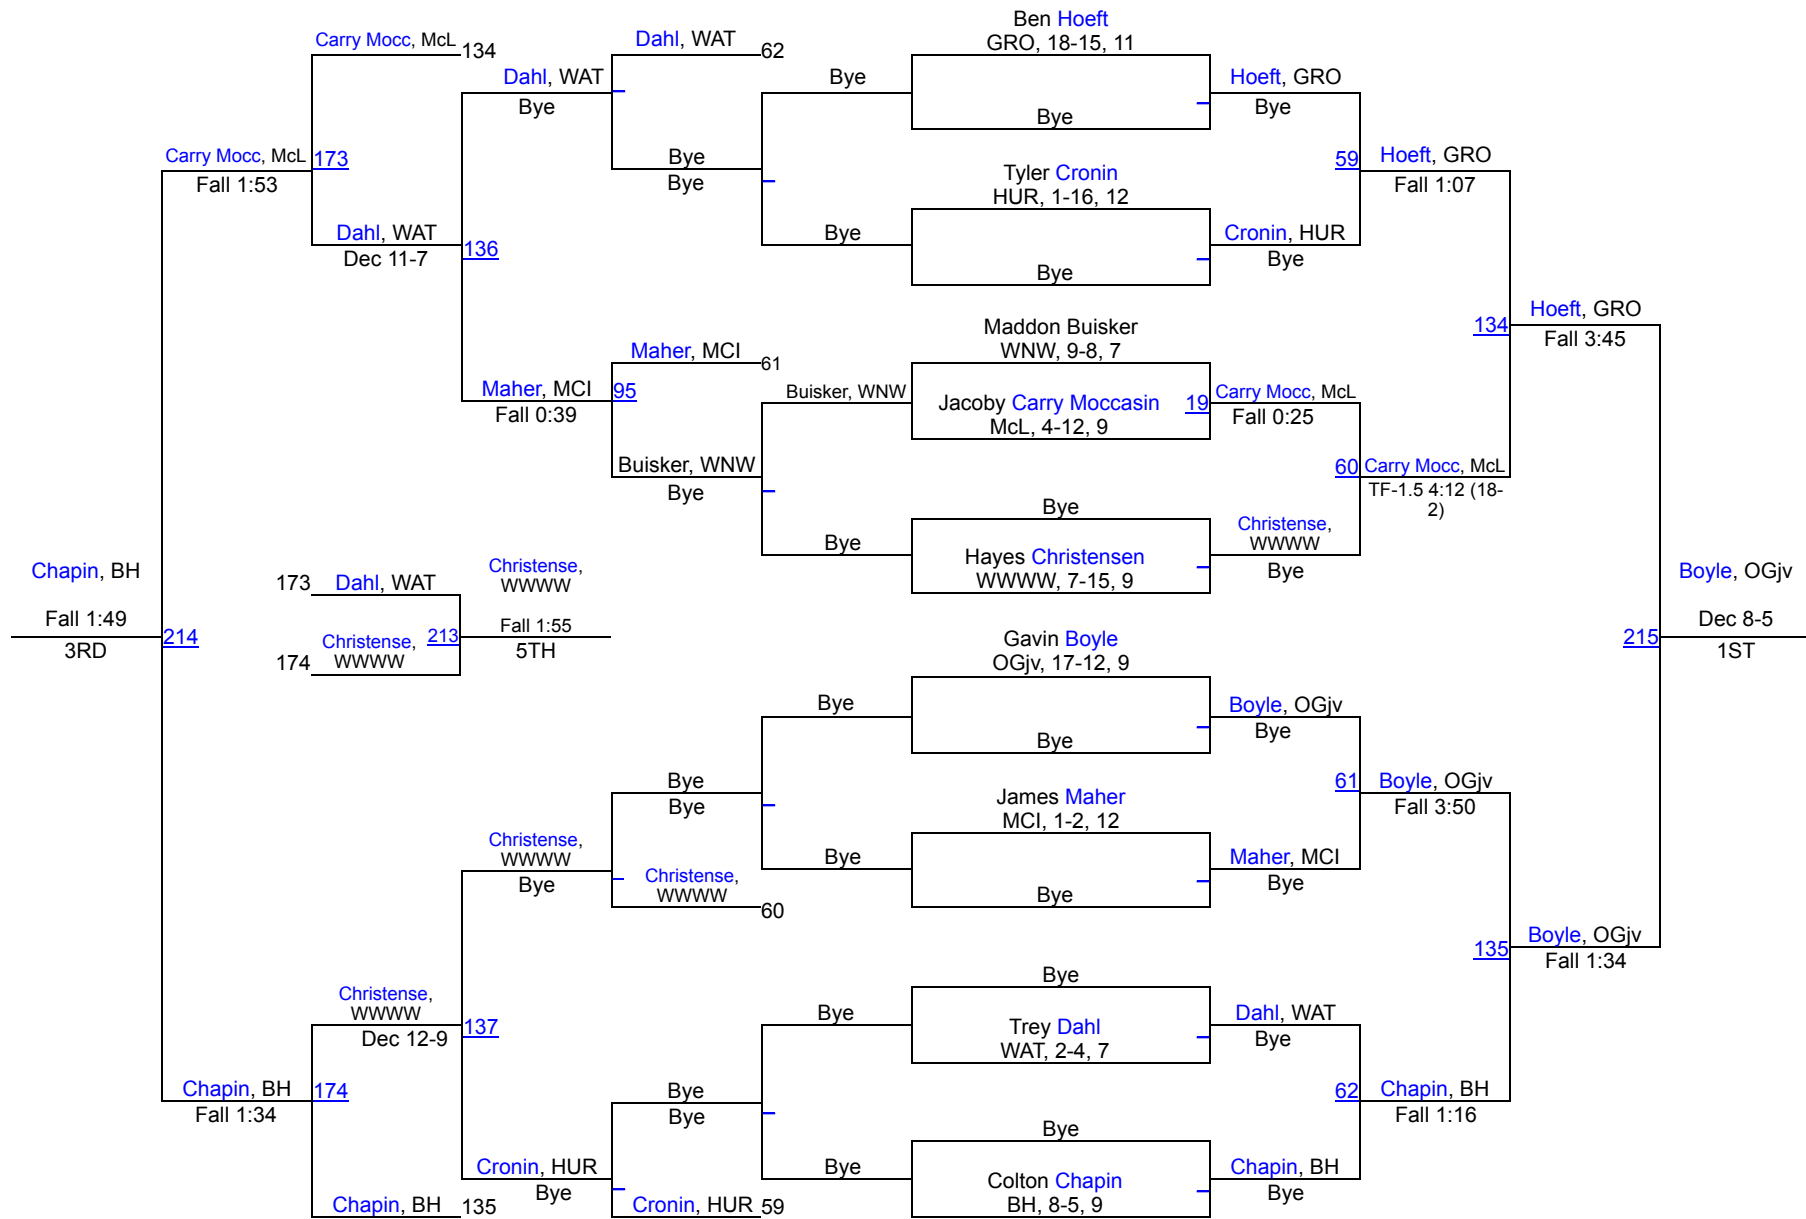 Carry Mocc, McL 134
Carry Mocc, McL 173
Fall 1:53
Dahl, WAT 136
Dec 11-7
Dahl, WAT
Bye
Dahl, WAT 62
Bye
Bye
Maher, MCI 95
Fall 0:39
Maher, MCI 61
Buisker, WNW
Bye
Bye
Bye
Buisker, WNW
Bye
Ben Hoeft
GRO, 18-15, 11
Bye
Tyler Cronin
HUR, 1-16, 12
Bye
Maddon Buisker
WNW, 9-8, 7
Jacoby Carry Moccasin 19
McL, 4-12, 9
Bye
Hayes Christensen
WWWW, 7-15, 9
Hoeft, GRO
Bye
59
Cronin, HUR
Bye
Carry Mocc, McL
Fall 0:25
60
Christense,
WWWW
Bye
Hoeft, GRO
Fall 1:07
134
Carry Mocc, McL
TF-1.5 4:12 (18-
2)
Hoeft, GRO
Fall 3:45
Chapin, BH
Fall 1:49
3RD
214
173 Dahl, WAT
Christense,
WWWW
174
213
Christense,
WWWW
Fall 1:55
5TH
Boyle, OGjv
Dec 8-5
1ST
215
Gavin Boyle
OGjv, 17-12, 9
Bye
James Maher
MCI, 1-2, 12
Bye
Bye
Trey Dahl
WAT, 2-4, 7
Bye
Colton Chapin
BH, 8-5, 9
Boyle, OGjv
Bye
61
Maher, MCI
Bye
Dahl, WAT
Bye
62
Chapin, BH
Bye
Boyle, OGjv
Fall 3:50
135
Chapin, BH
Fall 1:16
Boyle, OGjv
Fall 1:34
Bye
Bye
Bye
Bye
Bye
Bye
Christense,
WWWW
60
Bye
Bye
Cronin, HUR 59
Christense,
WWWW
Bye
137
Cronin, HUR
Bye
Christense,
WWWW
Dec 12-9
174
Chapin, BH 135
Chapin, BH
Fall 1:34